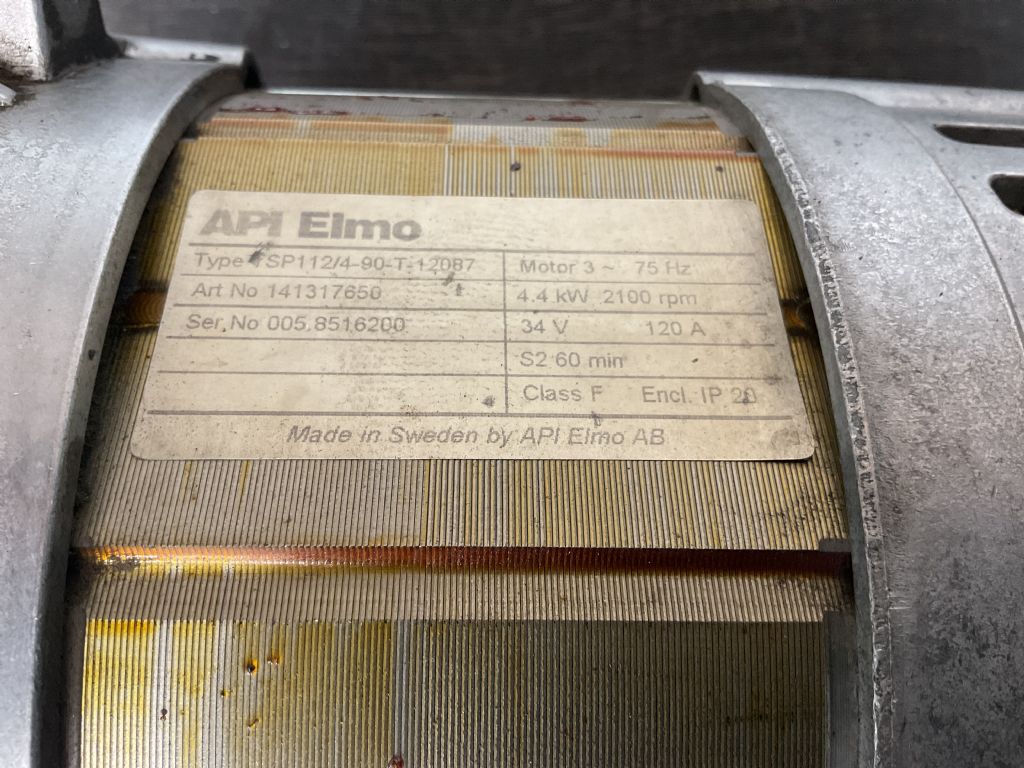 API Elmo
Type TSP112/4-90-T-12087
Art No 141317650
Ser.No 005.8516200
Motor 3 ~ 75 Hz
4.4 kW 2100 rpm
34 V 120 A
S2 60 min
Class F Encl. IP 20
Made in Sweden by API Elmo AB